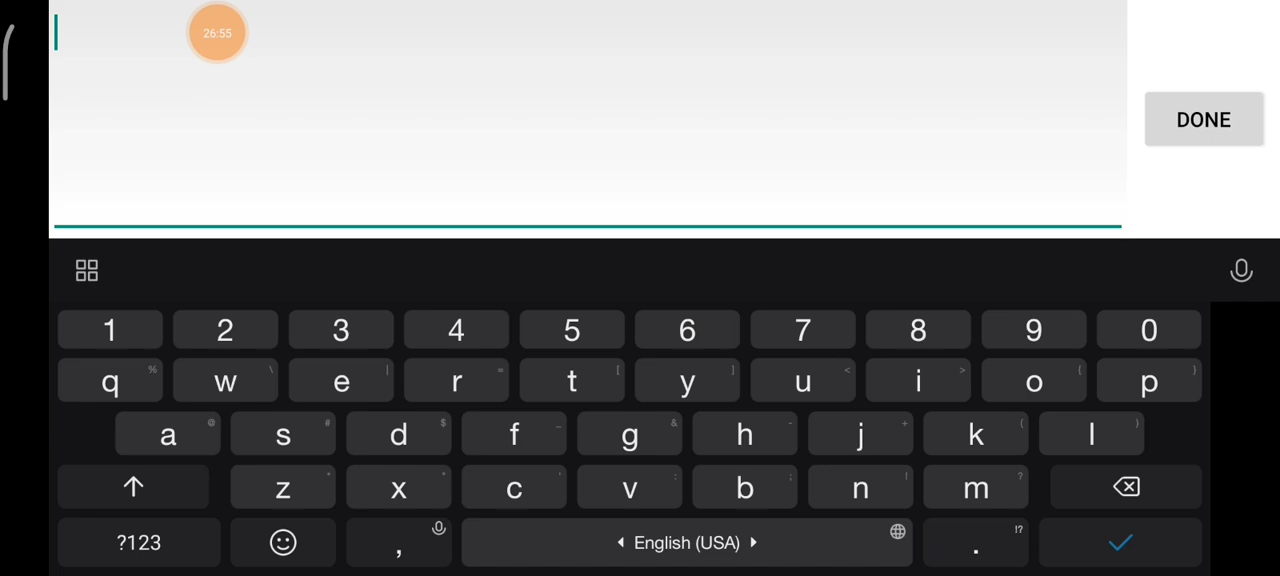 26:55
DONE
1 2 3 4 5 6 7 8 9 0
q % w \ e | r = t [ y ] u < i > o { p }
a @ s # d $ f _ g & h - j + k ( l )
z * x " c ' v : b ; n ! m ?
?123 , English (USA) . !?